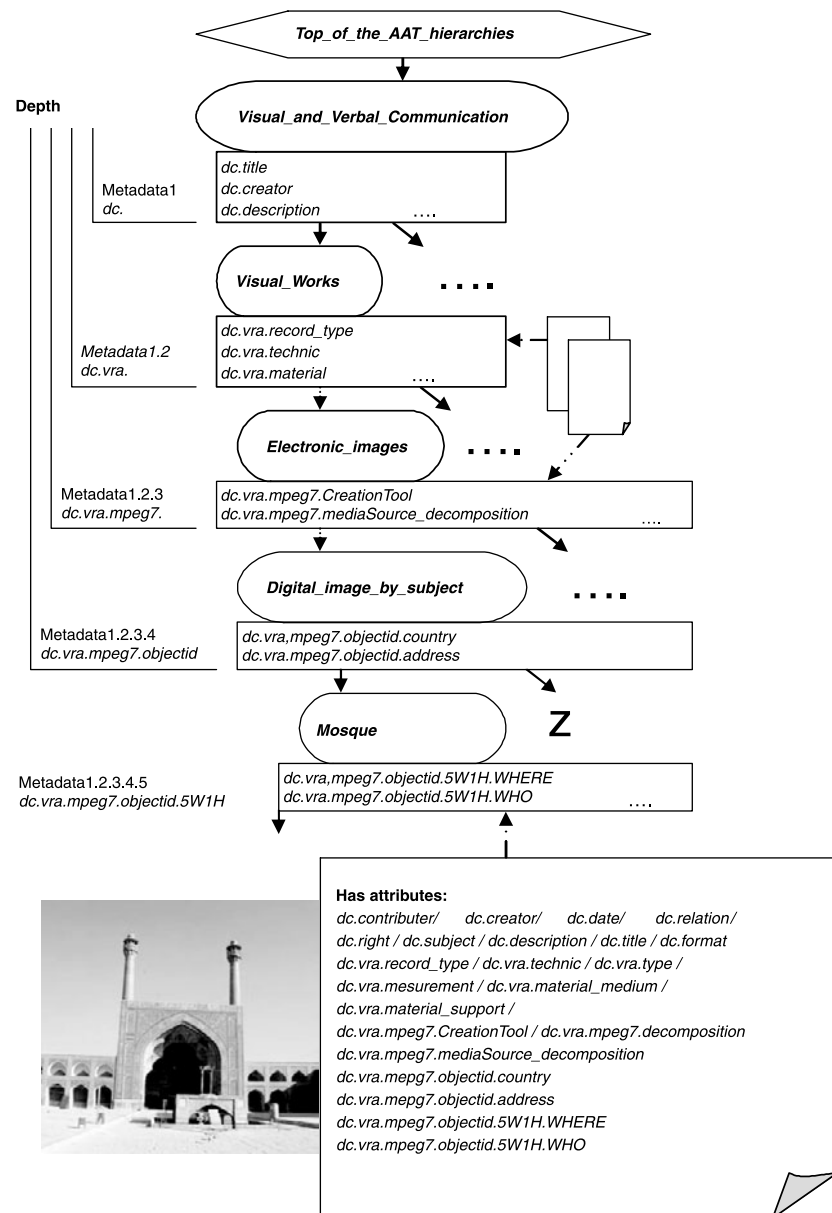 Top_of_the_AAT_hierarchies
Depth
Visual_and_Verbal_Communication
Metadata1
dc.
dc.title
dc.creator
dc.description ....
Visual_Works
....
Metadata1.2
dc.vra.
dc.vra.record_type
dc.vra.technic
dc.vra.material ....
Electronic_images
....
Metadata1.2.3
dc.vra.mpeg7.
dc.vra.mpeg7.CreationTool
dc.vra.mpeg7.mediaSource_decomposition ....
Digital_image_by_subject
....
Metadata1.2.3.4
dc.vra.mpeg7.objectid
dc.vra,mpeg7.objectid.country
dc.vra.mpeg7.objectid.address
Mosque
Z
Metadata1.2.3.4.5
dc.vra.mpeg7.objectid.5W1H
dc.vra,mpeg7.objectid.5W1H.WHERE
dc.vra.mpeg7.objectid.5W1H.WHO ....
Has attributes:
dc.contributer/ dc.creator/ dc.date/ dc.relation/
dc.right / dc.subject / dc.description / dc.title / dc.format
dc.vra.record_type / dc.vra.technic / dc.vra.type /
dc.vra.mesurement / dc.vra.material_medium /
dc.vra.material_support /
dc.vra.mpeg7.CreationTool / dc.vra.mpeg7.decomposition
dc.vra.mpeg7.mediaSource_decomposition
dc.vra.mepg7.objectid.country
dc.vra.mepg7.objectid.address
dc.vra.mpeg7.objectid.5W1H.WHERE
dc.vra.mpeg7.objectid.5W1H.WHO